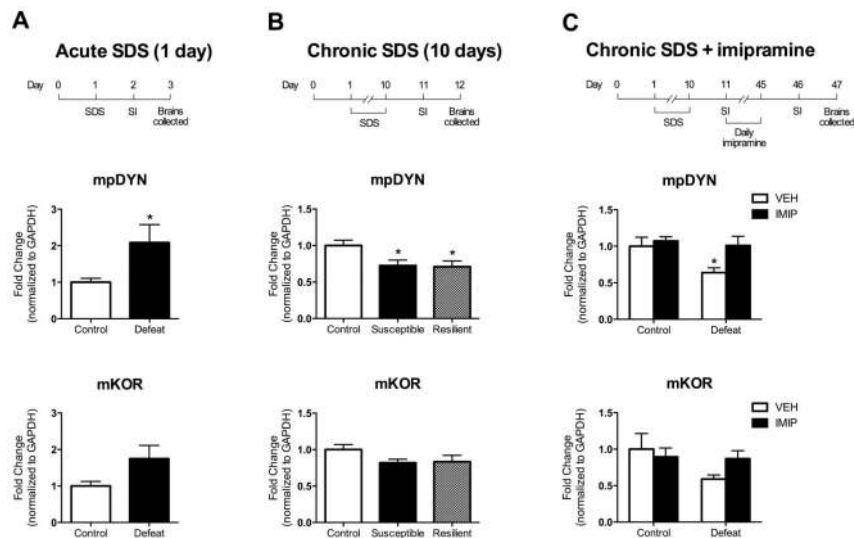 A
Acute SDS (1 day)
Day 0 1 2 3
SDS SI Brains
collected
mpDYN
Fold Change
(normalized to GAPDH)
3
2
1
0
*
Control Defeat
mKOR
Fold Change
(normalized to GAPDH)
3
2
1
0
Control Defeat
B
Chronic SDS (10 days)
Day 0 1 10 11 12
SDS SI Brains
collected
mpDYN
Fold Change
(normalized to GAPDH)
1.5
1.0
0.5
0.0
* *
Control Susceptible Resilient
mKOR
Fold Change
(normalized to GAPDH)
1.5
1.0
0.5
0.0
Control Susceptible Resilient
C
Chronic SDS + imipramine
Day 0 1 10 11 45 46 47
SDS SI SI Brains
collected
Daily
imipramine
mpDYN
VEH
IMIP
Fold Change
(normalized to GAPDH)
1.5
1.0
0.5
0.0
*
Control Defeat
mKOR
VEH
IMIP
Fold Change
(normalized to GAPDH)
1.5
1.0
0.5
0.0
Control Defeat